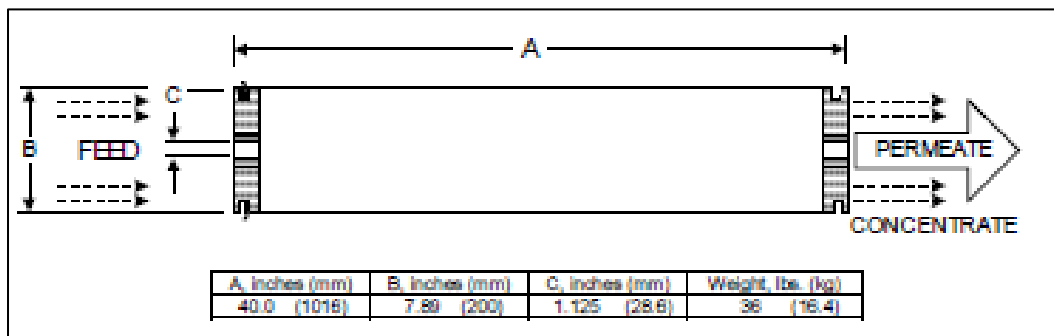 A
C
B
FEED
PERMEATE
CONCENTRATE
A, inches (mm) B, inches (mm) C, inches (mm) Weight, lbs. (kg)
40.0 (1016) 7.89 (200) 1.125 (28.6) 36 (16.4)